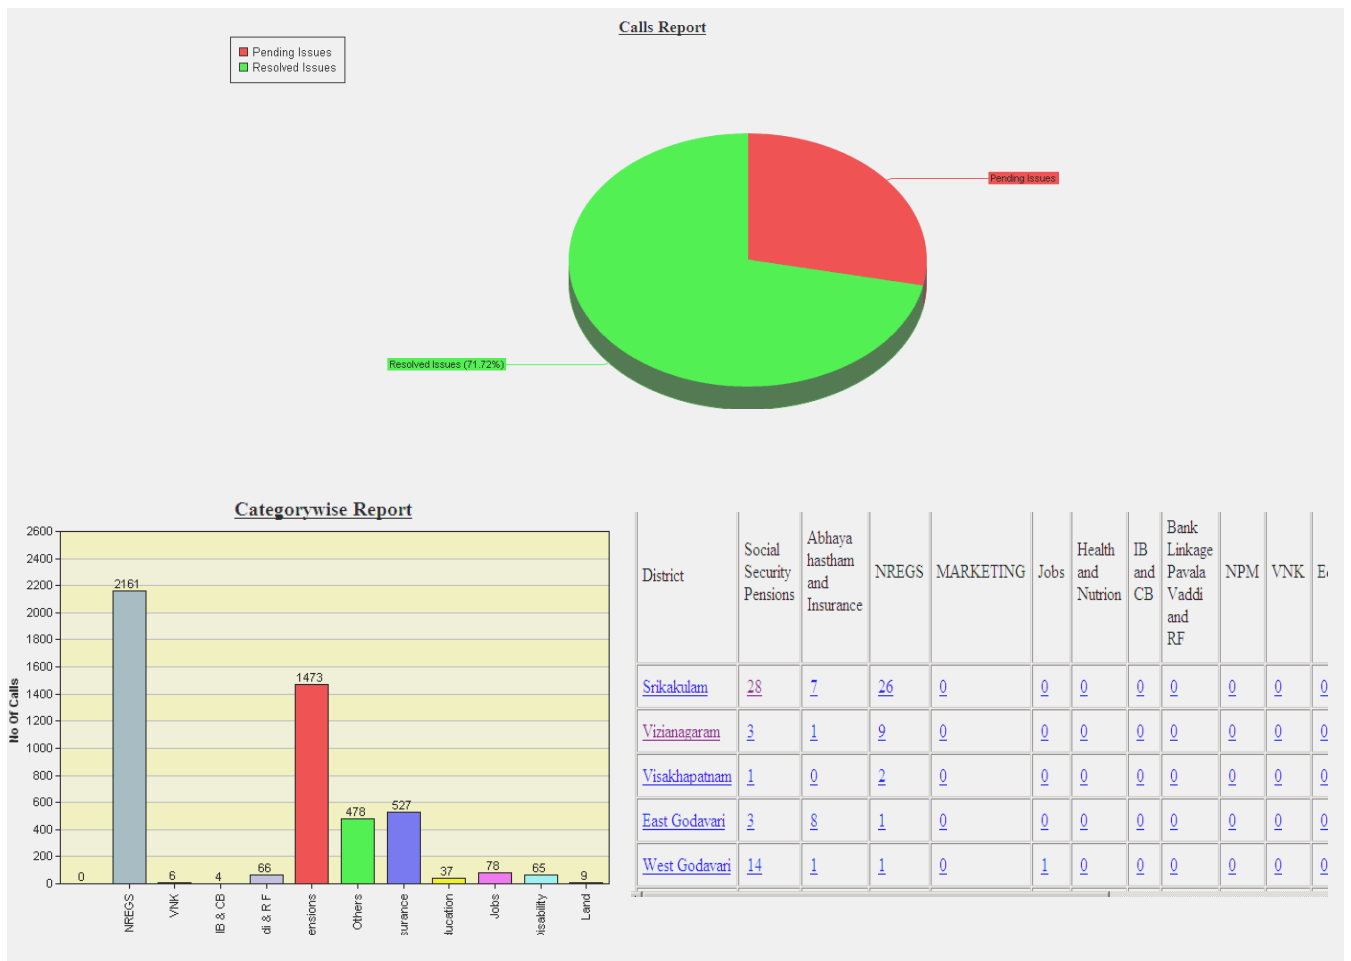 Calls Report
Pending Issues
Resolved Issues
Pending Issues
Resolved Issues (71.72%)
Categorywise Report
No Of Calls
2600
2400
2200
2000
1800
1600
1400
1200
1000
800
600
400
200
0
0
2161
6
4
66
1473
478
527
37
78
65
9
NREGS
VNK
IB & CB
di & R F
ensions
Others
surance
lucation
Jobs
isability
Land
District
Social
Security
Pensions
Abhaya
hastham
and
Insurance
NREGS
MARKETING
Jobs
Health
and
Nutrion
IB
and
CB
Bank
Linkage
Pavala
Vaddi
and
RF
NPM
VNK
Srikakulam 28 7 26 0 0 0 0 0 0 0 0
Vizianagaram 3 1 9 0 0 0 0 0 0 0 0
Visakhapatnam 1 0 2 0 0 0 0 0 0 0 0
East Godavari 3 8 1 0 0 0 0 0 0 0 0
West Godavari 14 1 1 0 1 0 0 0 0 0 0